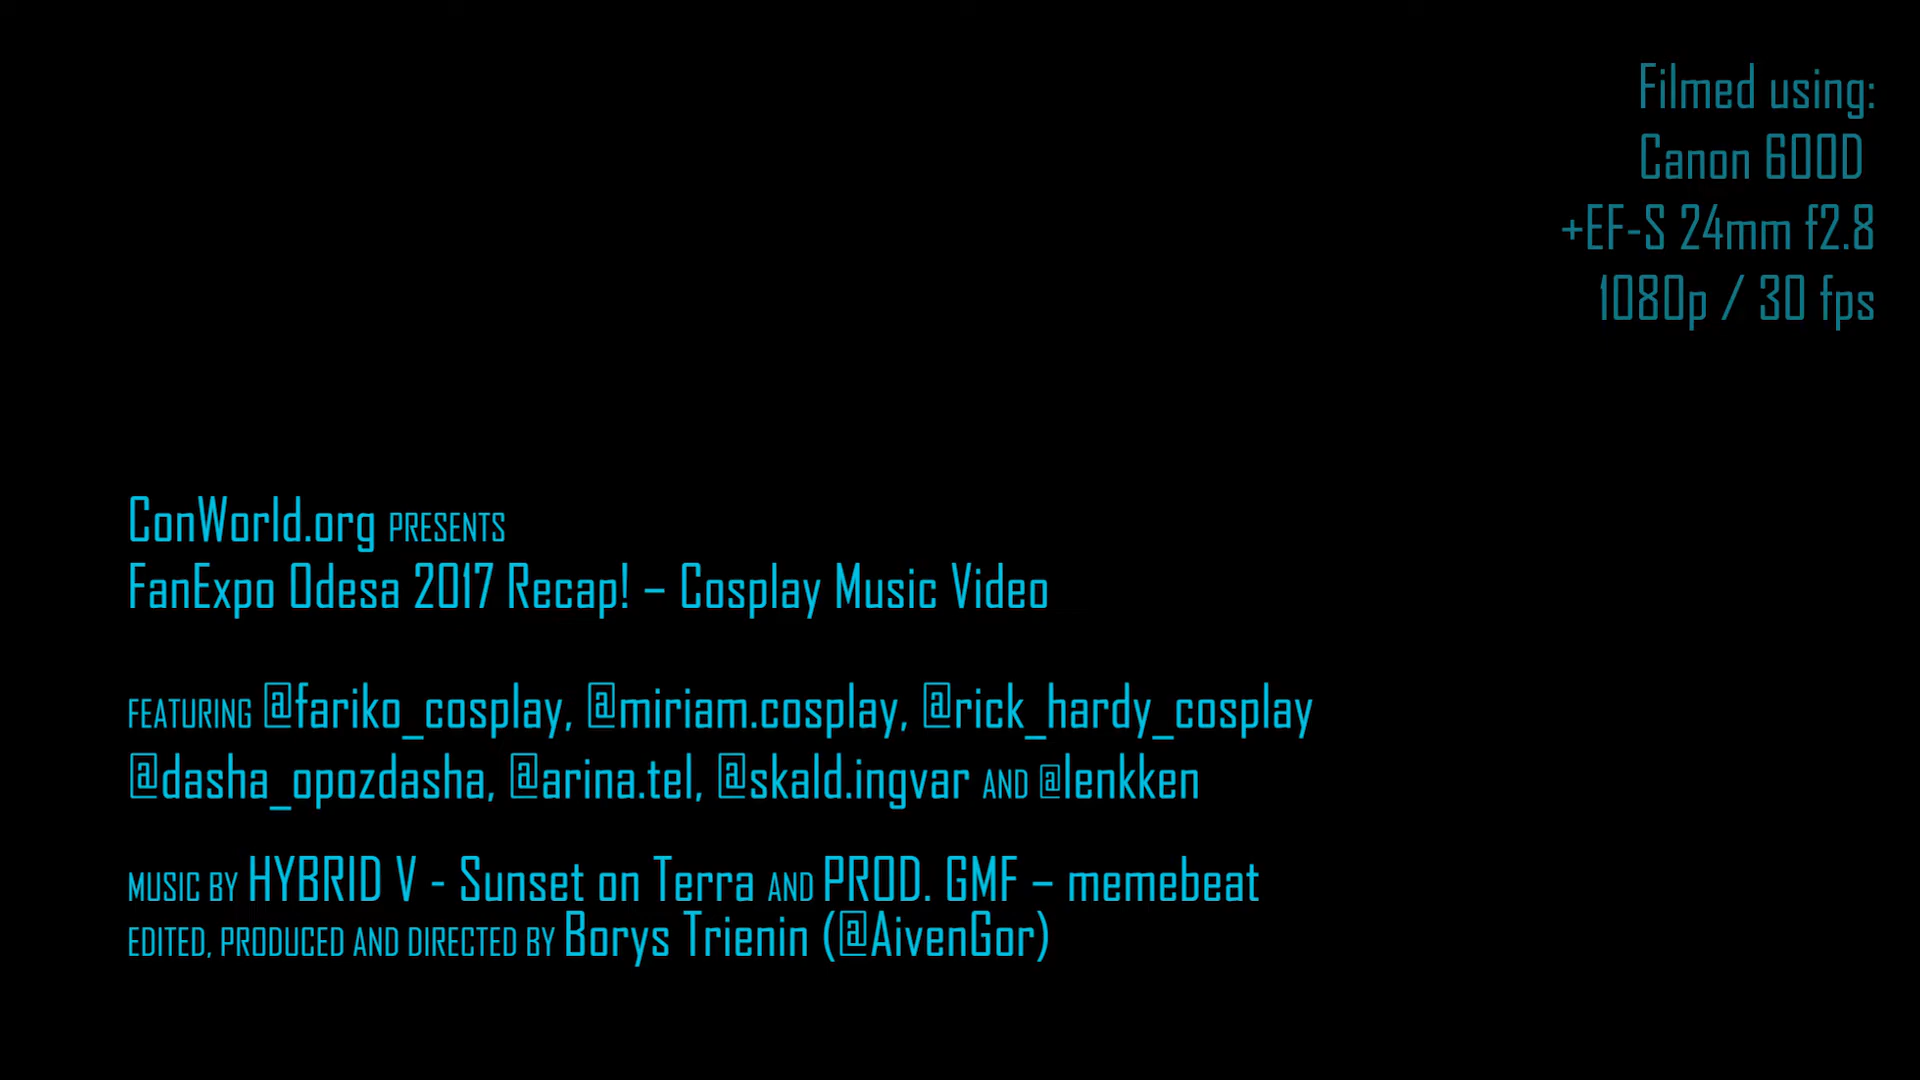 Filmed using:
Canon 600D
+EF-S 24mm f2.8
1080p / 30 fps
ConWorld.org PRESENTS
FanExpo Odesa 2017 Recap! – Cosplay Music Video
FEATURING @fariko_cosplay, @miriam.cosplay, @rick_hardy_cosplay
@dasha_opozdasha, @arina.tel, @skald.ingvar AND @lenkken
MUSIC BY HYBRID V - Sunset on Terra AND PROD. GMF – memebeat
EDITED, PRODUCED AND DIRECTED BY Borys Trienin (@AivenGor)